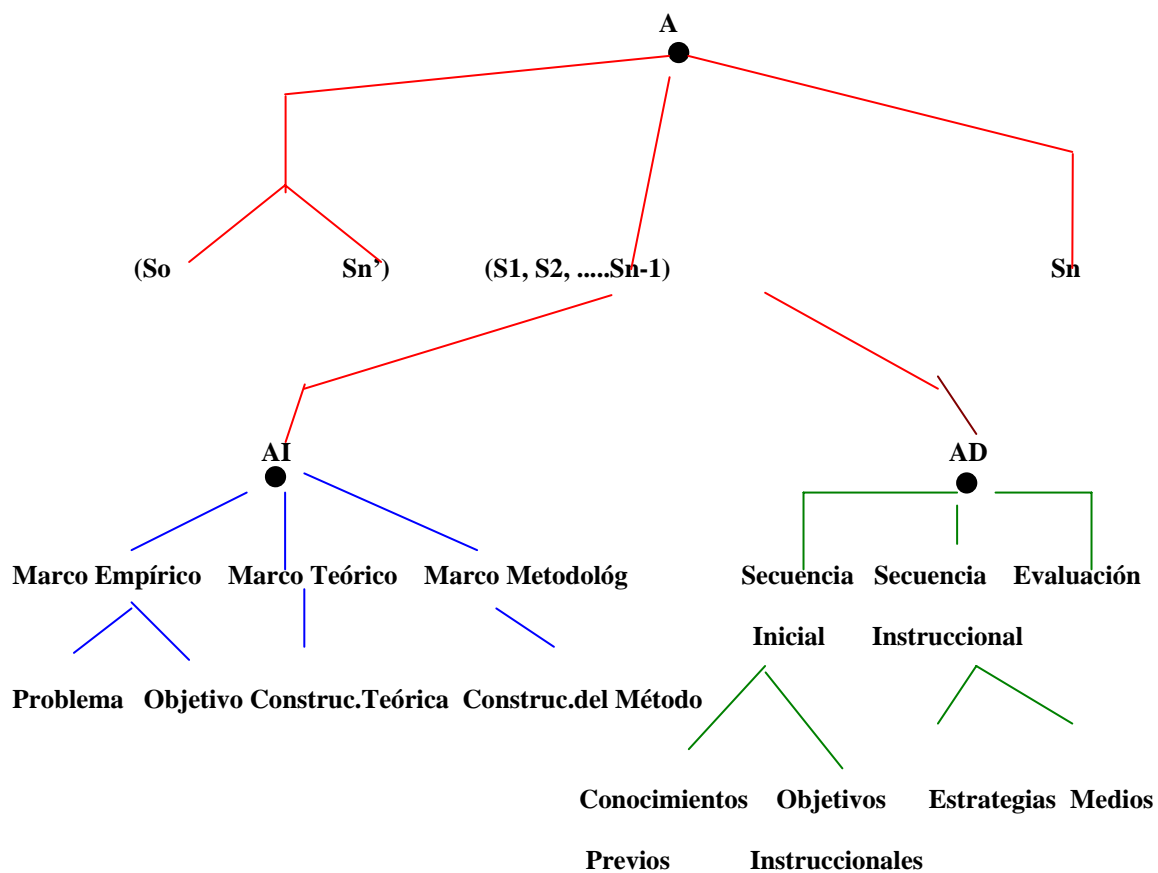 A
(So Sn’) (S1, S2, .....Sn-1) Sn
AI AD
Marco Empírico Marco Teórico Marco Metodológ Secuencia Secuencia Evaluación
Inicial Instruccional
Problema Objetivo Construc.Teórica Construc.del Método
Conocimientos Objetivos Estrategias Medios
Previos Instruccionales